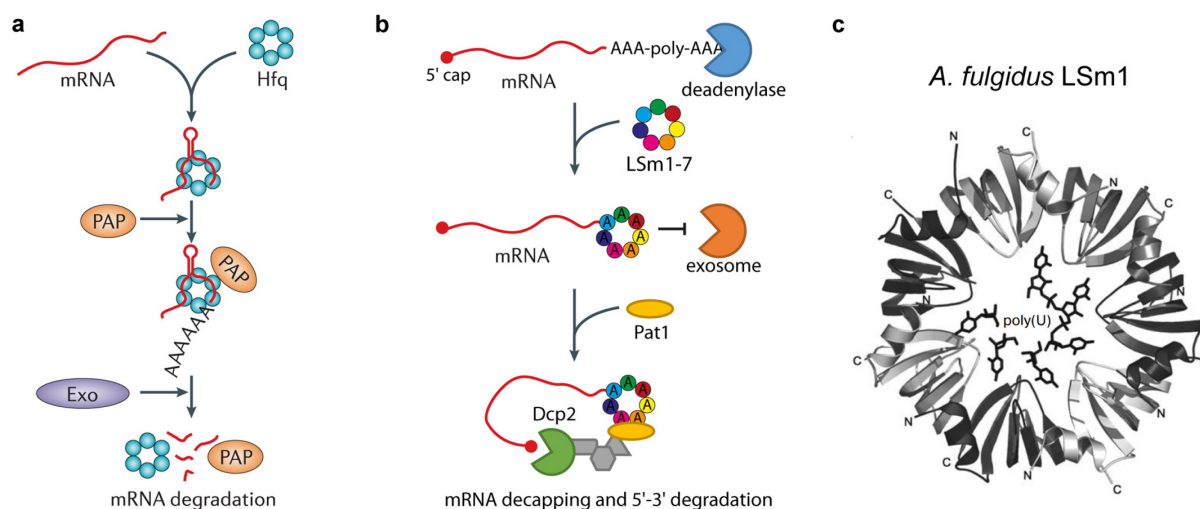 a
mRNA
Hfq
PAP
PAP
AAAAAA
Exo
PAP
mRNA degradation
b
AAA-poly-AAA
5' cap
mRNA
deadenylase
LSm1-7
A
A
A
A
A
A
A
mRNA
exosome
Pat1
A
A
A
A
A
A
A
Dcp2
mRNA decapping and 5'-3' degradation
c
A. fulgidus LSm1
N
C
C
N
C
N
N
poly(U)
C
C
N
N
N
C
C